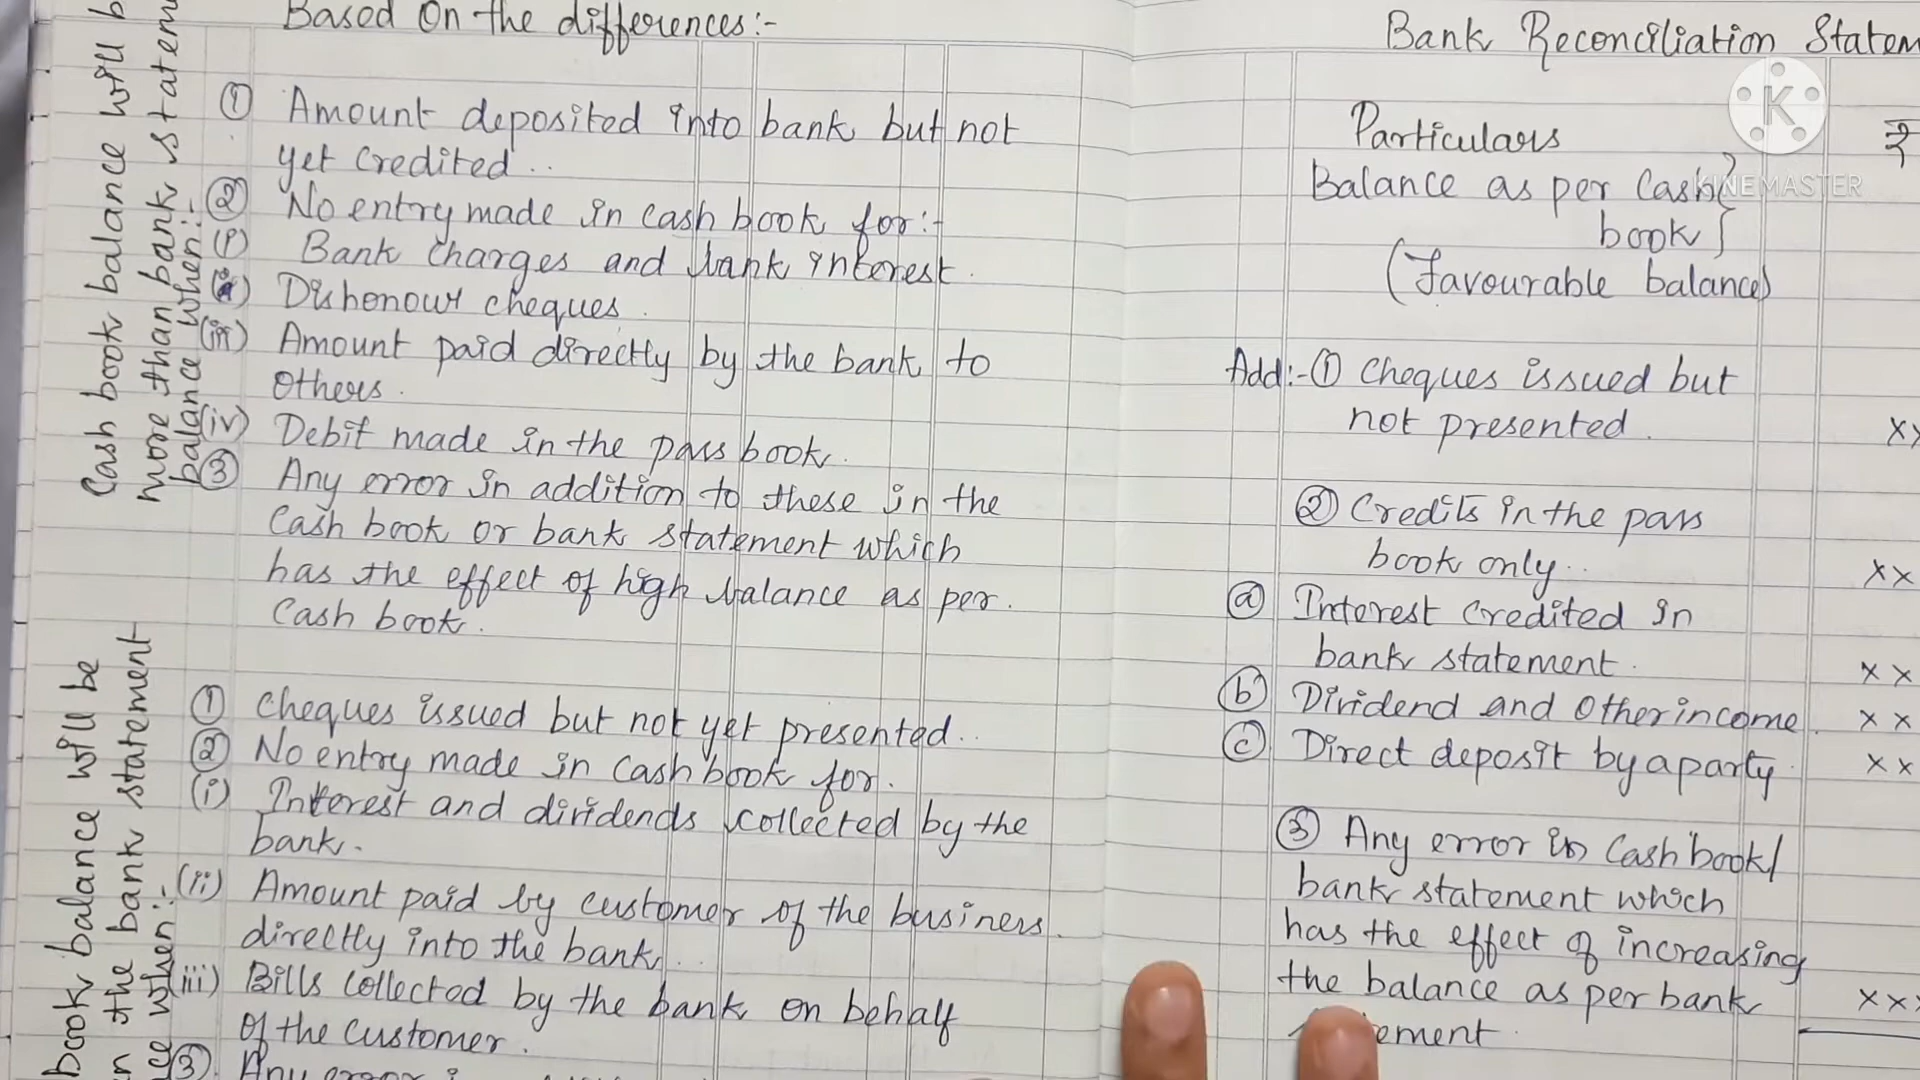 Based on the differences:-
Cash book balance will b
more than bank statem
balance when:-
① Amount deposited into bank but not
yet credited..
② No entry made in cash book for:-
(i) Bank charges and bank interest.
(ii) Dishonour cheques.
(iii) Amount paid directly by the bank to
others.
(iv) Debit made in the pass book.
③ Any error in addition to these in the
cash book or bank statement which
has the effect of high balance as per.
cash book.
book balance will be
n the bank statement
nce when:
① Cheques issued but not yet presented..
② No entry made in cash book for.
(i) Interest and dividends collected by the
bank.
(ii) Amount paid by customer of the business.
directly into the bank..
(iii) Bills collected by the bank on behalf
of the customer.
③ Any error
Bank Reconciliation Statem
Particulars ₹
Balance as per cash
book
(favourable balance)
Add:- ① Cheques issued but
not presented. xx
② Credits in the pass
book only.. xx
ⓐ Interest credited in
bank statement. xx
ⓑ Dividend and other income. xx
ⓒ Direct deposit by a party. xx
③ Any error in cash book/
bank statement which
has the effect of increasing
the balance as per bank xxx
ement.
K
KINEMASTER